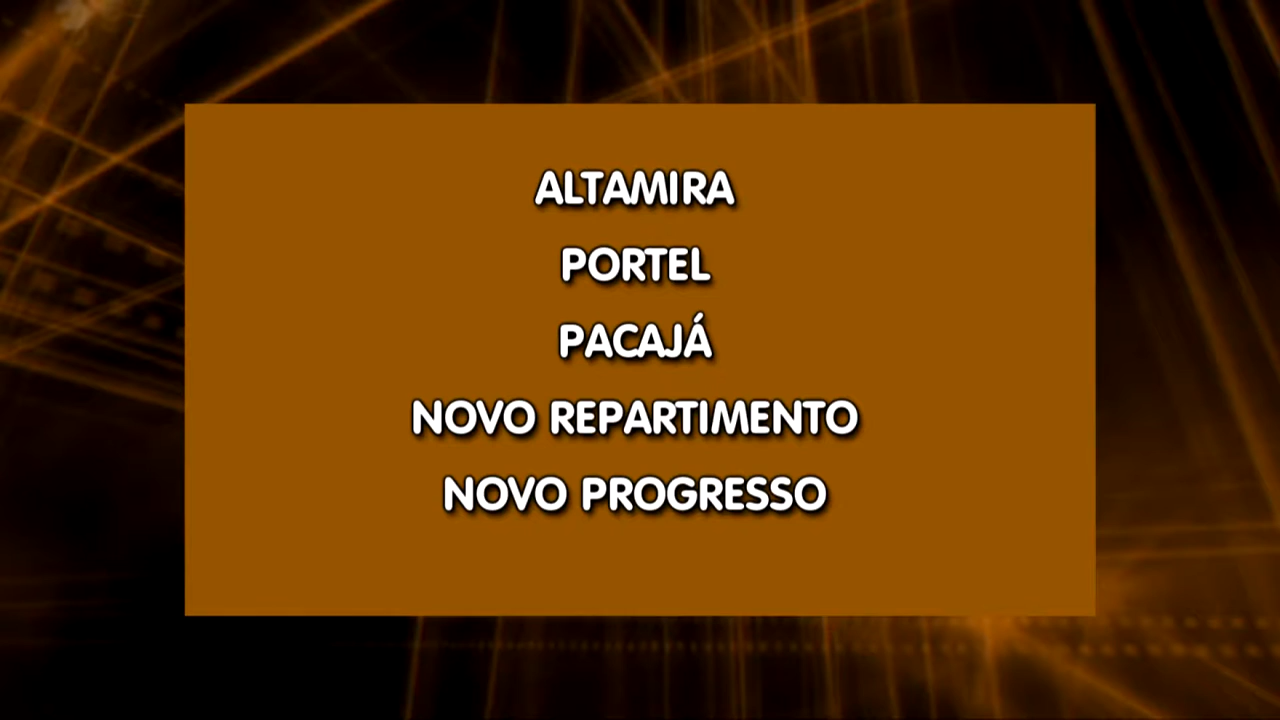 ALTAMIRA
PORTEL
PACAJÁ
NOVO REPARTIMENTO
NOVO PROGRESSO